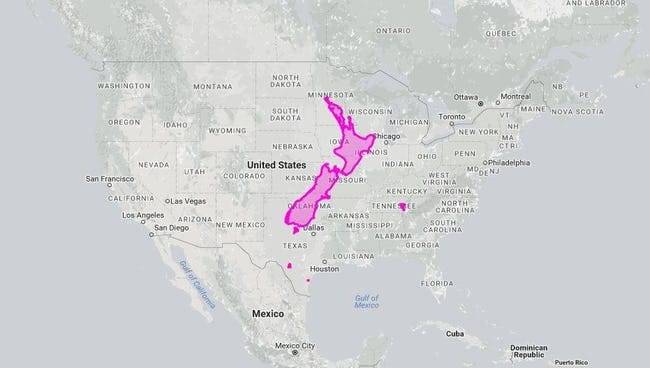 ONTARIO
QUÉBEC
NEWFOUNDLAND
AND LABRADOR
WASHINGTON
MONTANA
NORTH
DAKOTA
MINNESOTA
Ottawa
Montreal
NB
PE
OREGON
IDAHO
SOUTH
DAKOTA
WISCONSIN
MICHIGAN
Toronto
VT
NH
MAINE
NOVA SCOTIA
WYOMING
IOWA
Chicago
NEW YORK
MA
CT
RI
NEBRASKA
ILLINOIS
INDIANA
OHIO
PENN
Philadelphia
NEVADA
UTAH
COLORADO
United States
KANSAS
MISSOURI
WEST
VIRGINIA
MD
DE
NJ
San Francisco
CALIFORNIA
Las Vegas
KENTUCKY
VIRGINIA
Los Angeles
ARIZONA
NEW MEXICO
OKLAHOMA
ARKANSAS
TENNESSEE
NORTH
CAROLINA
San Diego
Dallas
MISSISSIPPI
SOUTH
CAROLINA
TEXAS
ALABAMA
GEORGIA
LOUISIANA
Houston
Gulf of
California
FLORIDA
Gulf of
Mexico
Mexico
Cuba
Mexico City
Dominican
Republic
Puerto Rico